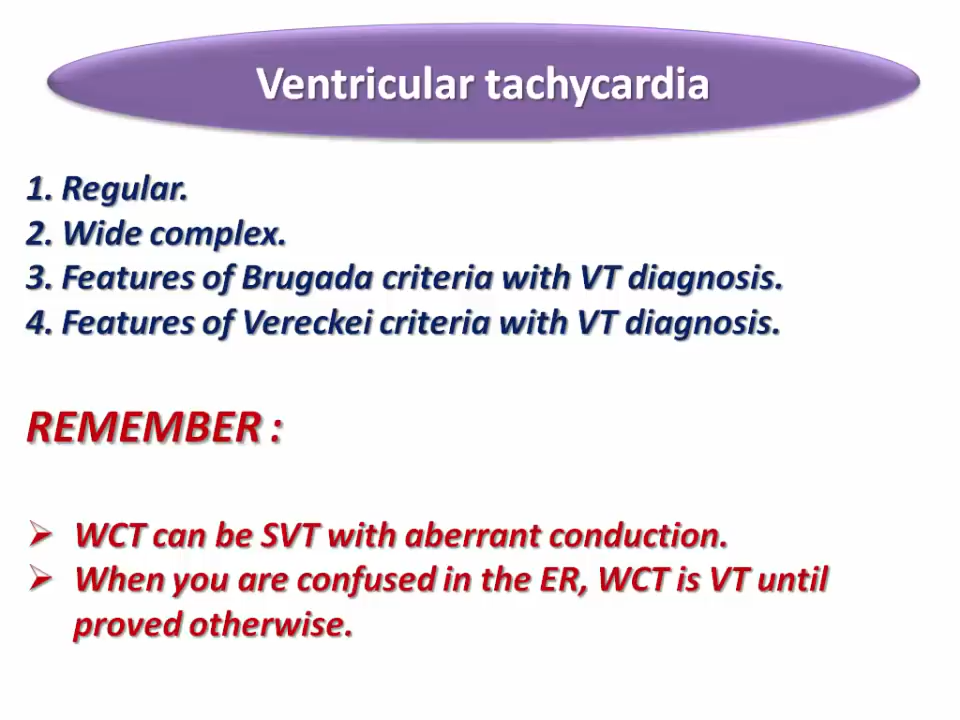 Ventricular tachycardia
1. Regular.
2. Wide complex.
3. Features of Brugada criteria with VT diagnosis.
4. Features of Vereckei criteria with VT diagnosis.
REMEMBER :
➢ WCT can be SVT with aberrant conduction.
➢ When you are confused in the ER, WCT is VT until
proved otherwise.